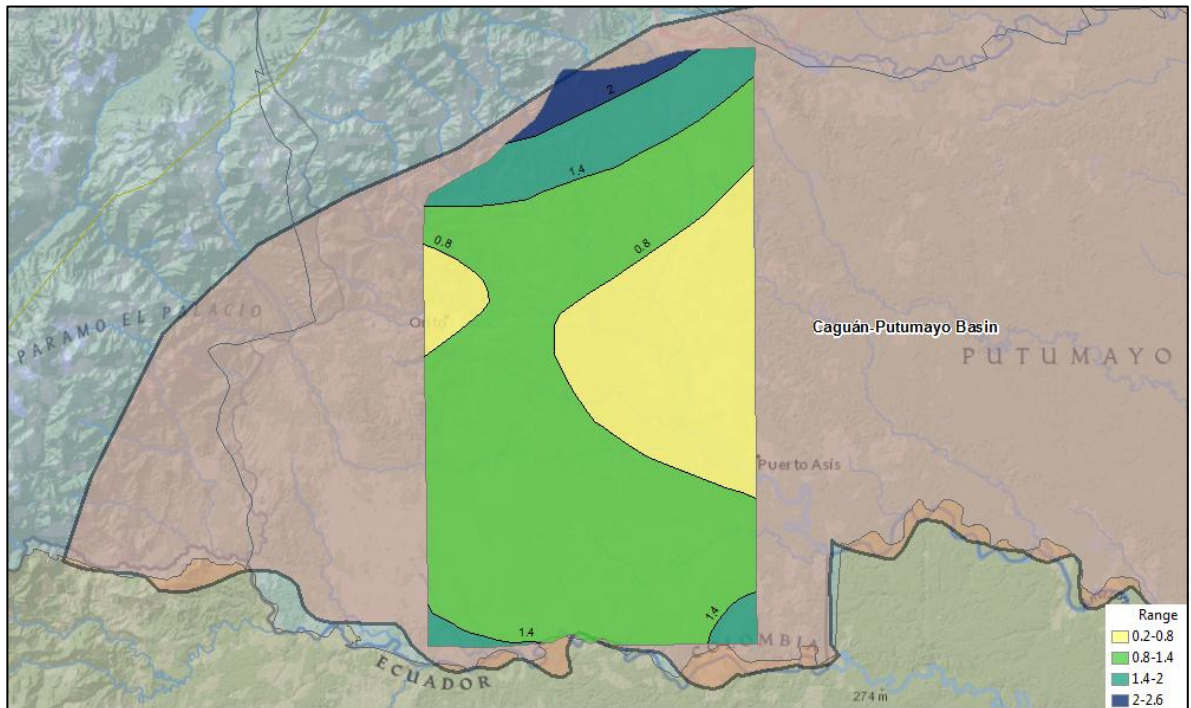 2
1.4
0.8
0.8
PÁRAMO EL PALACIO
Orito
Caguán-Putumayo Basin
PUTUMAYO
Puerto Asís
1.4
1.4
COLOMBIA
ECUADOR
274 m
Range
0.2-0.8
0.8-1.4
1.4-2
2-2.6